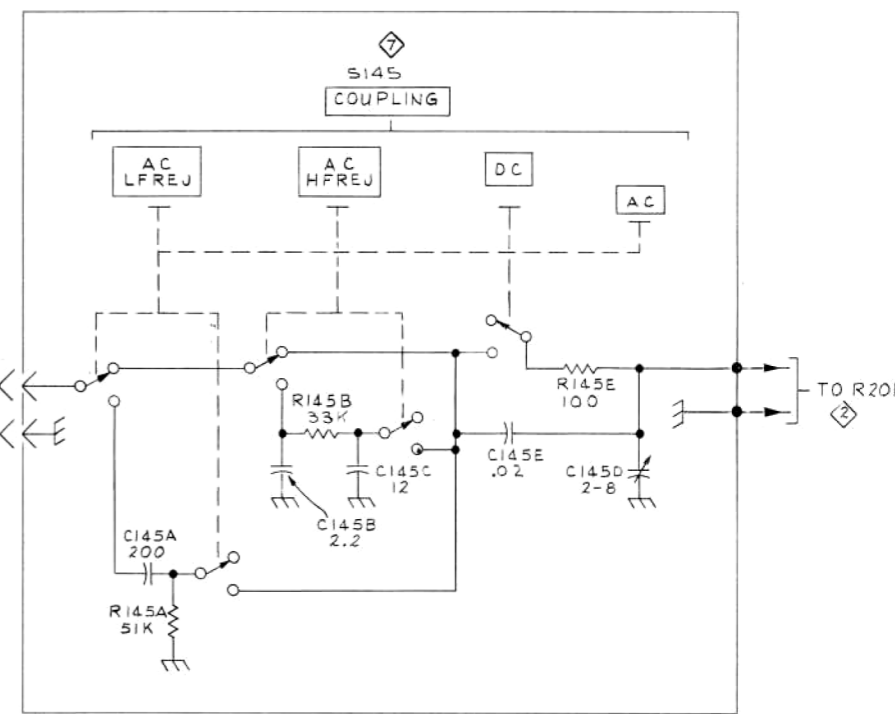 7
S145
COUPLING
AC
LFREJ
AC
HFREJ
DC
AC
R145B
33K
R145E
100
TO R201
2
C145E
.02
C145D
2-8
C145C
12
C145B
2.2
C145A
200
R145A
51K